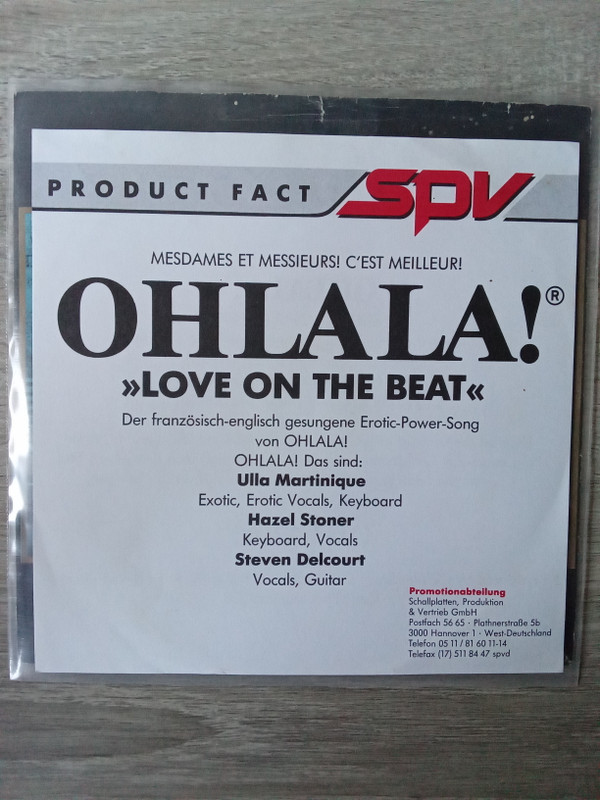 PRODUCT FACT
spv
MESDAMES ET MESSIEURS! C'EST MEILLEUR!
OHLALA!®
»LOVE ON THE BEAT«
Der französisch-englisch gesungene Erotic-Power-Song
von OHLALA!
OHLALA! Das sind:
Ulla Martinique
Exotic, Erotic Vocals, Keyboard
Hazel Stoner
Keyboard, Vocals
Steven Delcourt
Vocals, Guitar
Promotionabteilung
Schallplatten, Produktion
& Vertrieb GmbH
Postfach 56 65 · Plathnerstraße 5b
3000 Hannover 1 · West-Deutschland
Telefon 05 11 / 81 60 11-14
Telefax (17) 511 84 47 spvd